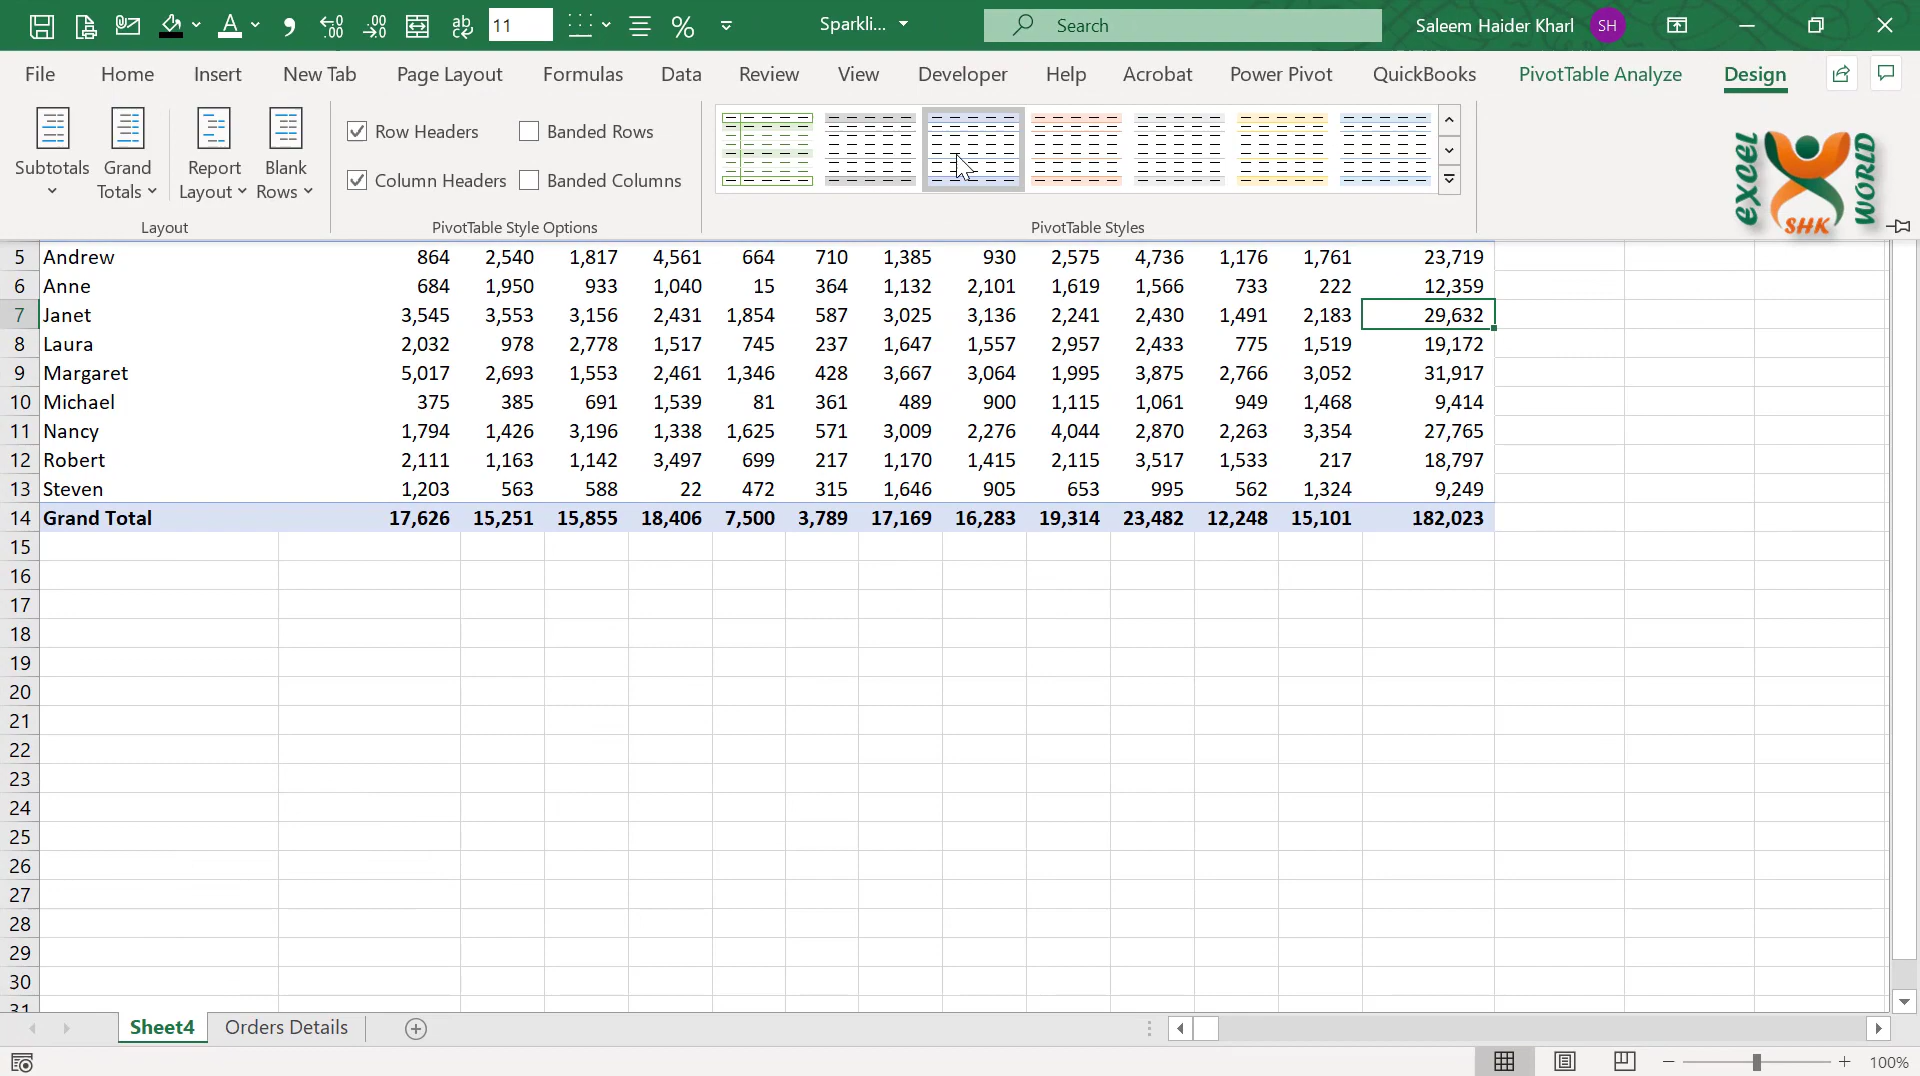 11 Sparkli... Search Saleem Haider Kharl SH
File Home Insert New Tab Page Layout Formulas Data Review View Developer Help Acrobat Power Pivot QuickBooks PivotTable Analyze Design
Subtotals Grand Totals Report Layout Blank Rows
Row Headers Banded Rows
Column Headers Banded Columns
Layout PivotTable Style Options PivotTable Styles
EXCEL WORLD SHK
5 Andrew 864 2,540 1,817 4,561 664 710 1,385 930 2,575 4,736 1,176 1,761 23,719
6 Anne 684 1,950 933 1,040 15 364 1,132 2,101 1,619 1,566 733 222 12,359
7 Janet 3,545 3,553 3,156 2,431 1,854 587 3,025 3,136 2,241 2,430 1,491 2,183 29,632
8 Laura 2,032 978 2,778 1,517 745 237 1,647 1,557 2,957 2,433 775 1,519 19,172
9 Margaret 5,017 2,693 1,553 2,461 1,346 428 3,667 3,064 1,995 3,875 2,766 3,052 31,917
10 Michael 375 385 691 1,539 81 361 489 900 1,115 1,061 949 1,468 9,414
11 Nancy 1,794 1,426 3,196 1,338 1,625 571 3,009 2,276 4,044 2,870 2,263 3,354 27,765
12 Robert 2,111 1,163 1,142 3,497 699 217 1,170 1,415 2,115 3,517 1,533 217 18,797
13 Steven 1,203 563 588 22 472 315 1,646 905 653 995 562 1,324 9,249
14 Grand Total 17,626 15,251 15,855 18,406 7,500 3,789 17,169 16,283 19,314 23,482 12,248 15,101 182,023
15
16
17
18
19
20
21
22
23
24
25
26
27
28
29
30
31
Sheet4 Orders Details
100%